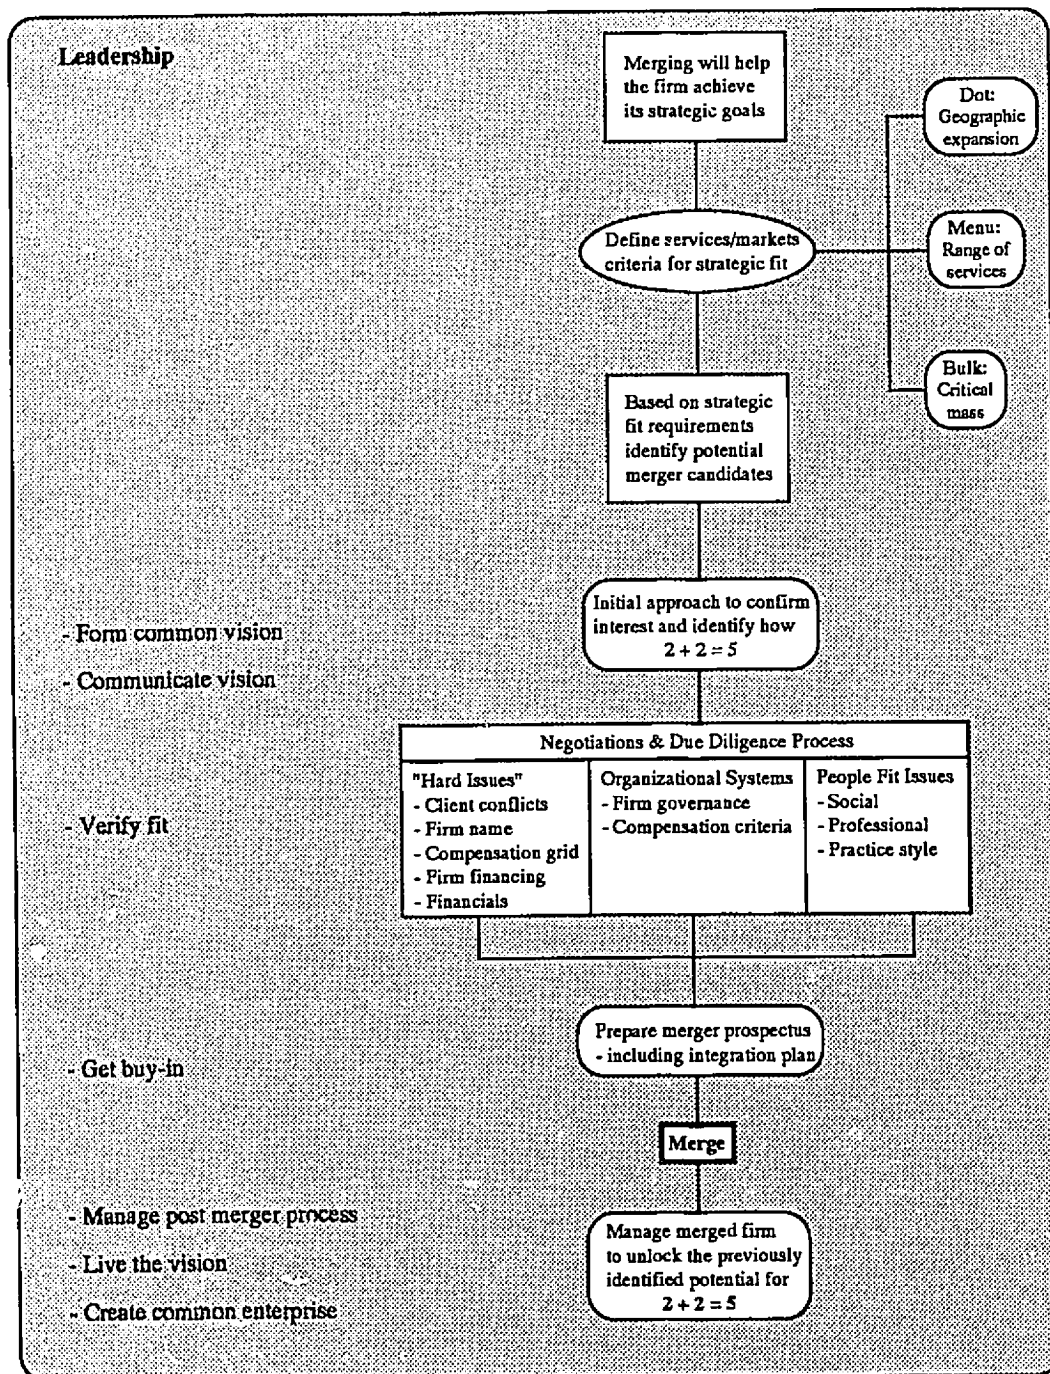 Leadership
Merging will help
the firm achieve
its strategic goals
Dot:
Geographic
expansion
Define services/markets
criteria for strategic fit
Menu:
Range of
services
Bulk:
Critical
mass
Based on strategic
fit requirements
identify potential
merger candidates
Initial approach to confirm
interest and identify how
2 + 2 = 5
- Form common vision
- Communicate vision
Negotiations & Due Diligence Process
"Hard Issues"
- Client conflicts
- Firm name
- Compensation grid
- Firm financing
- Financials
Organizational Systems
- Firm governance
- Compensation criteria
People Fit Issues
- Social
- Professional
- Practice style
- Verify fit
Prepare merger prospectus
- including integration plan
- Get buy-in
Merge
- Manage post merger process
- Live the vision
- Create common enterprise
Manage merged firm
to unlock the previously
identified potential for
2 + 2 = 5